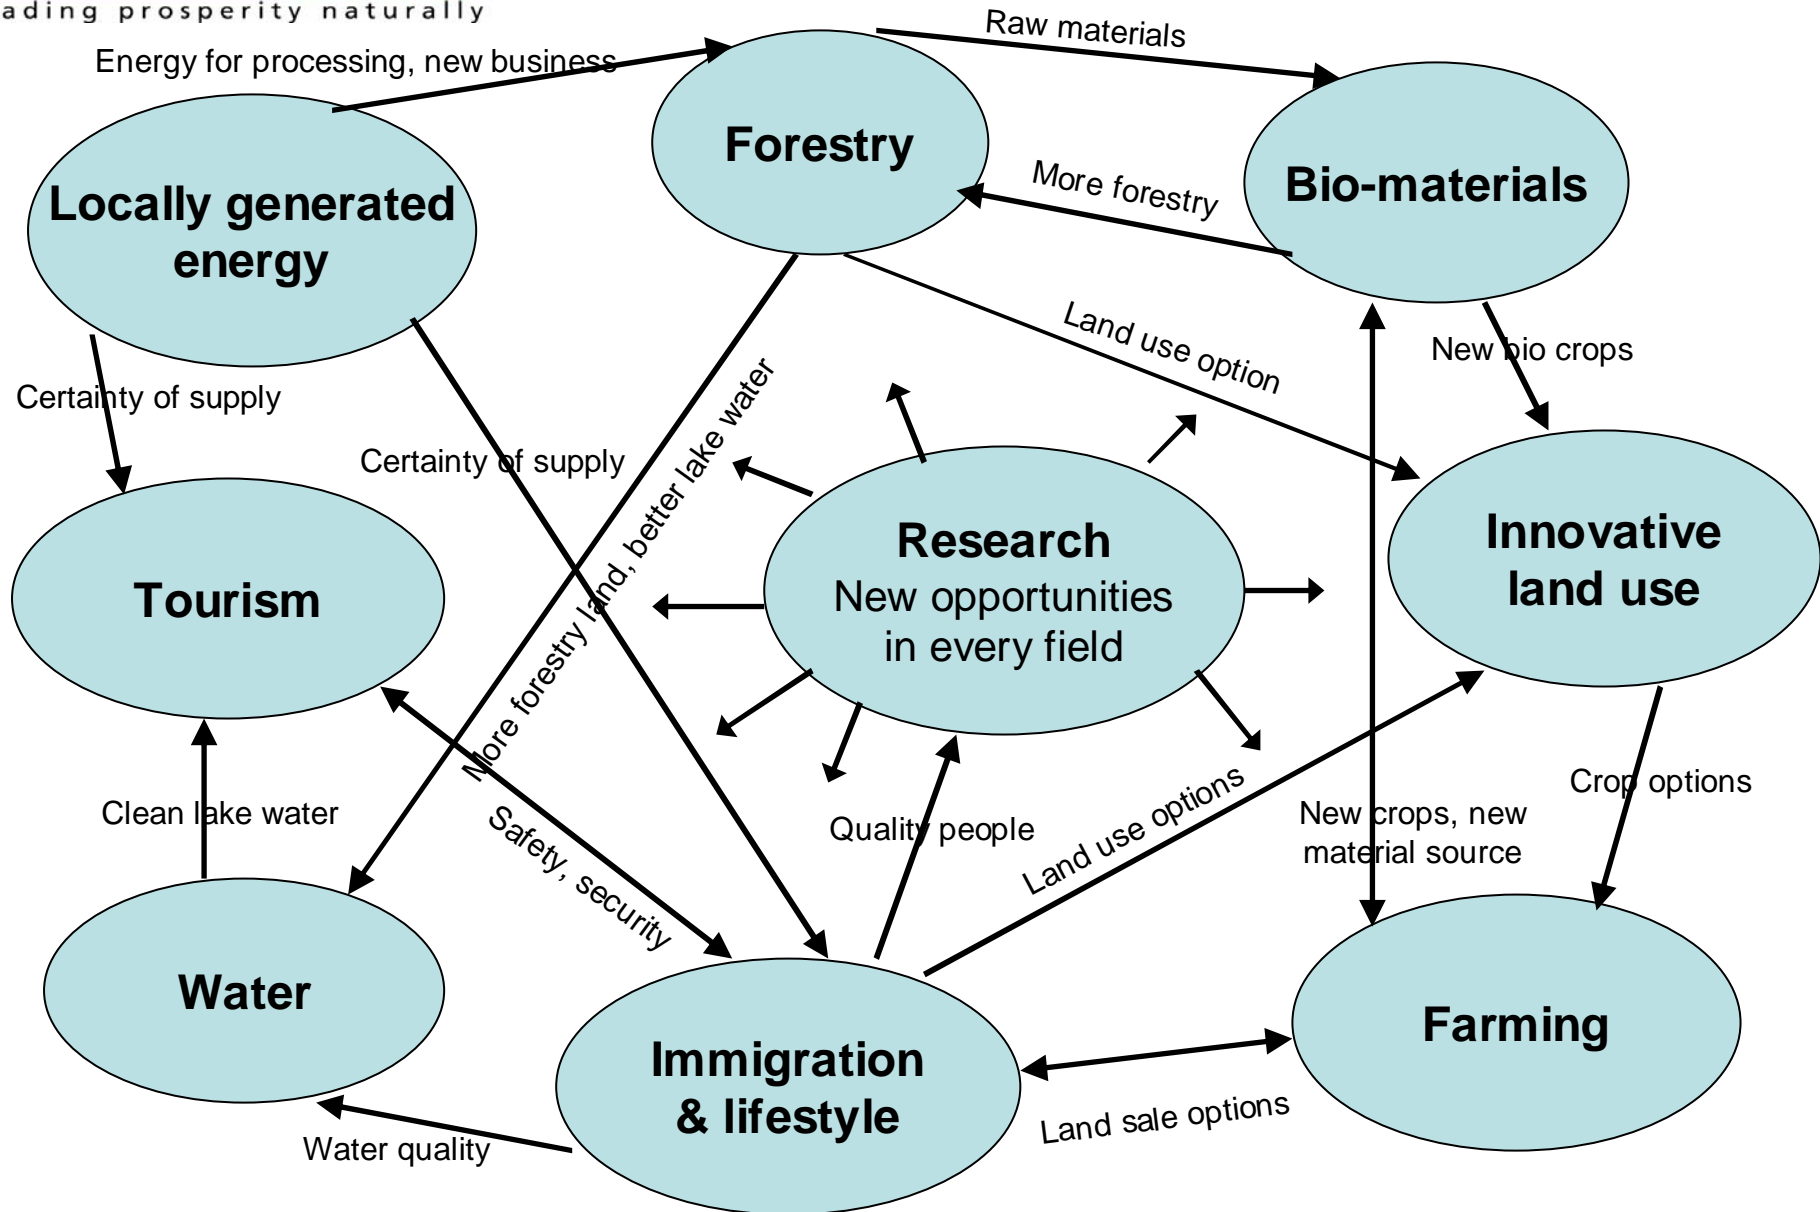 ading prosperity naturally
Raw materials
Energy for processing, new business
Forestry
Bio-materials
More forestry
Locally generated
energy
Land use option
New bio crops
Certainty of supply
Certainty of supply
More forestry land, better lake water
Research
New opportunities
in every field
Innovative
land use
Tourism
Clean lake water
Safety, security
Quality people
Land use options
New crops, new
material source
Crop options
Water
Immigration
& lifestyle
Farming
Water quality
Land sale options